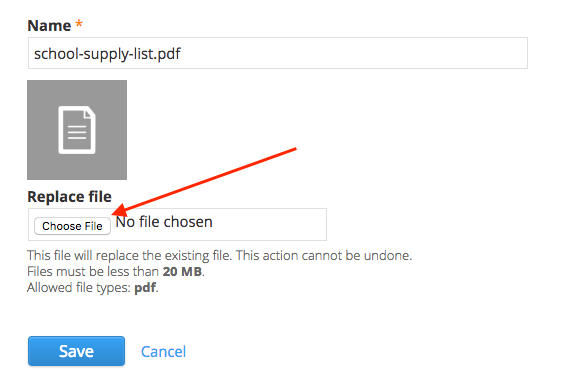 Name *
school-supply-list.pdf
Replace file
Choose File No file chosen
This file will replace the existing file. This action cannot be undone.
Files must be less than 20 MB.
Allowed file types: pdf.
Save Cancel